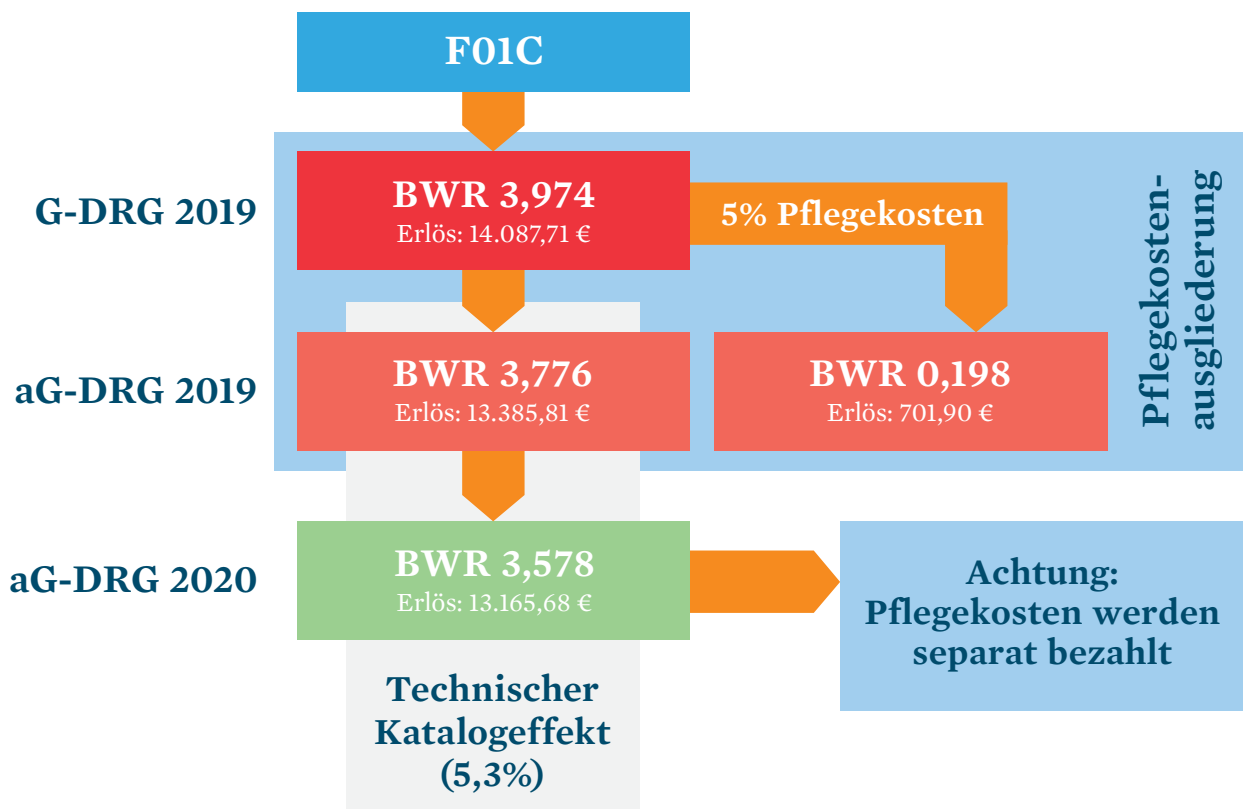 F01C
G-DRG 2019
BWR 3,974
Erlös: 14.087,71 €
5% Pflegekosten
Pflegekosten-
ausgliederung
aG-DRG 2019
BWR 3,776
Erlös: 13.385,81 €
BWR 0,198
Erlös: 701,90 €
aG-DRG 2020
BWR 3,578
Erlös: 13.165,68 €
Achtung:
Pflegekosten werden
separat bezahlt
Technischer
Katalogeffekt
(5,3%)